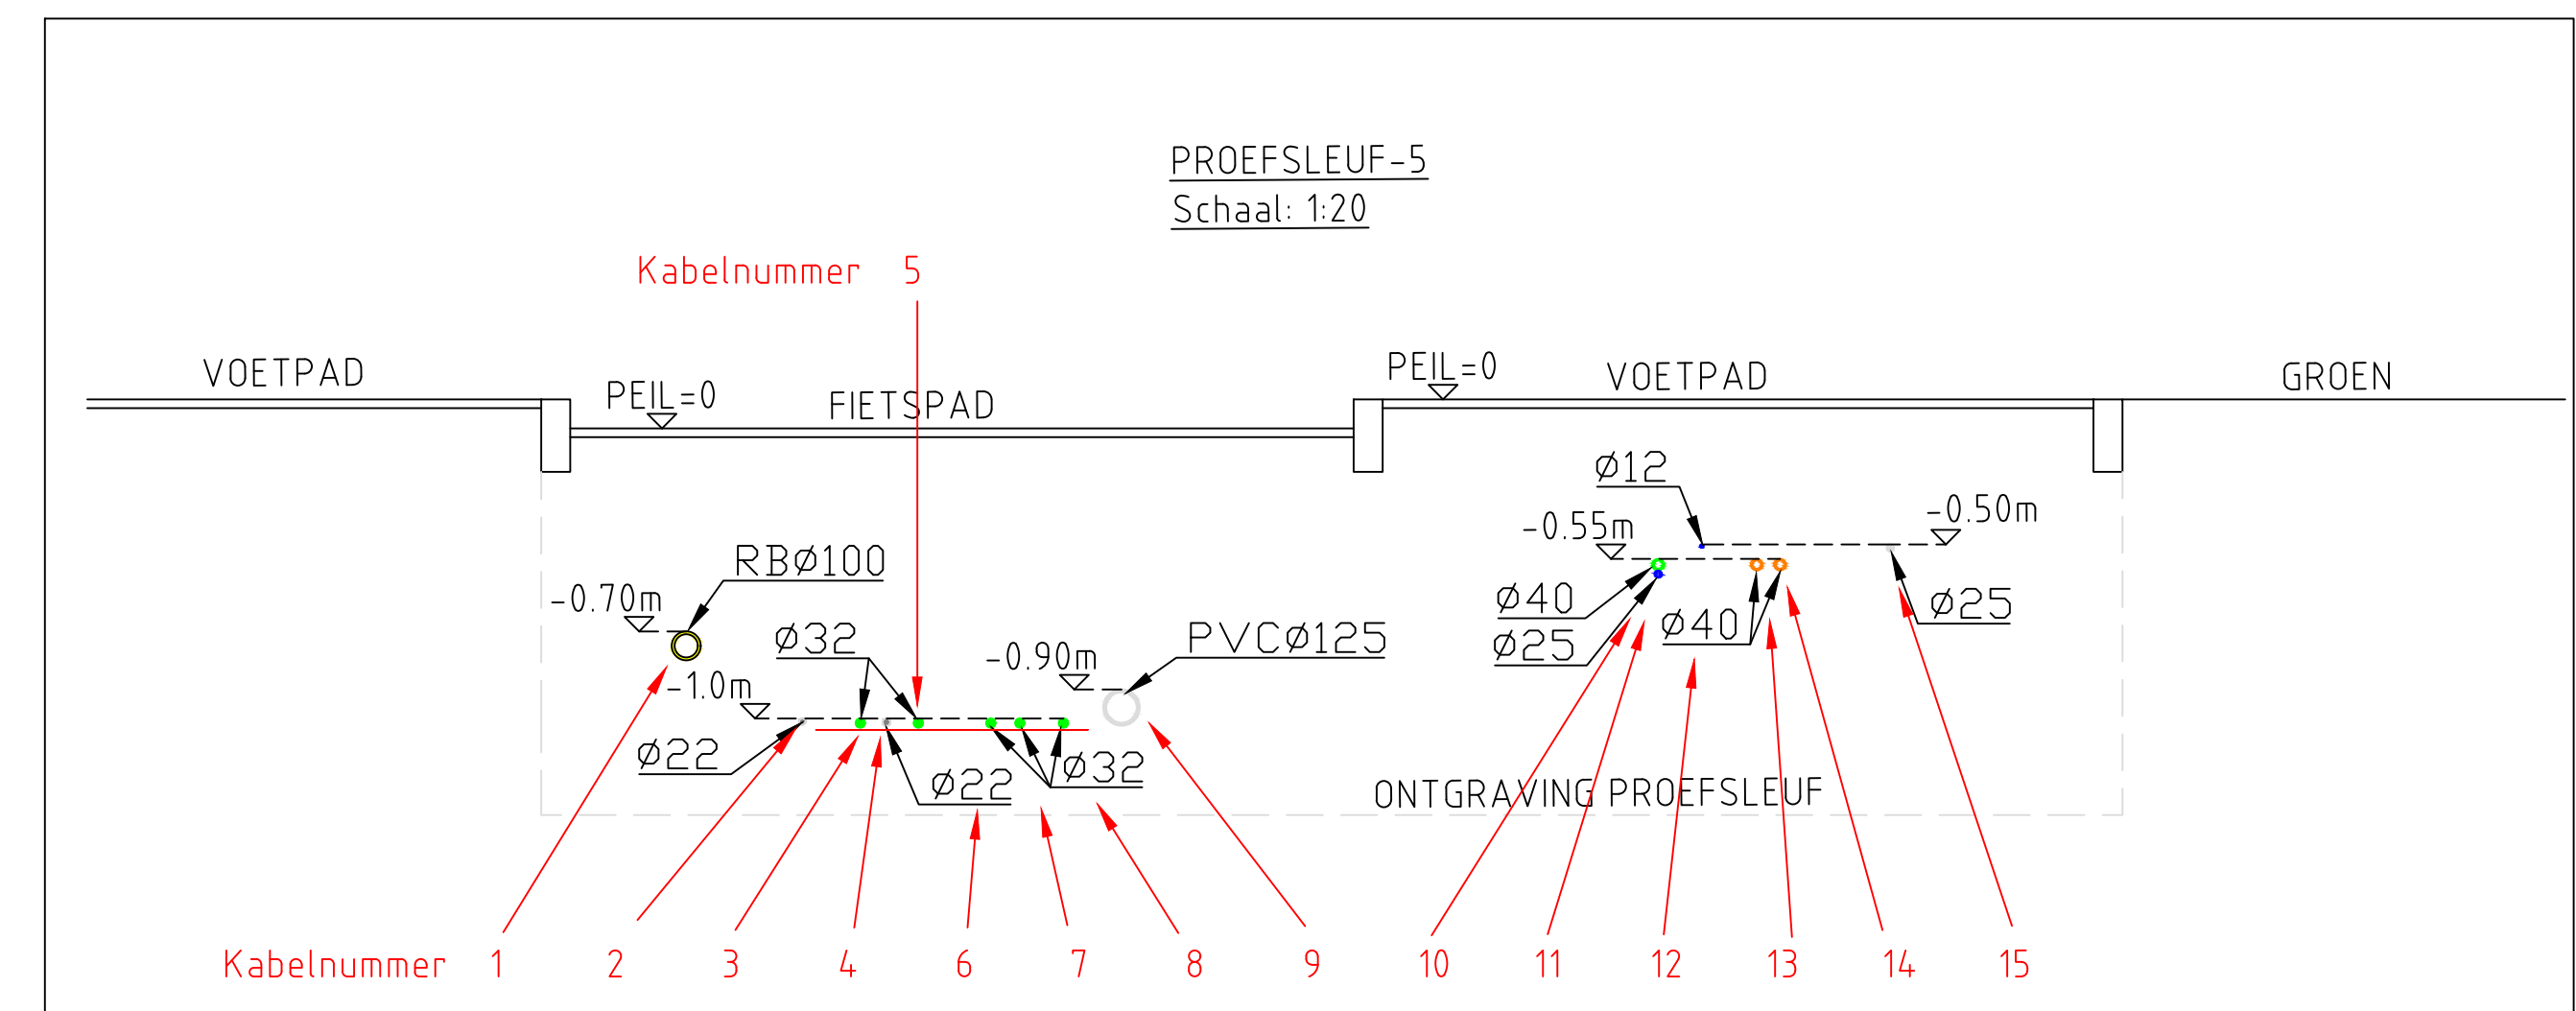 PROEFSLEUF-5
Schaal: 1:20
Kabelnummer 5
VOETPAD
PEIL=0
FIETSPAD
PEIL=0
VOETPAD
GROEN
Ø12
-0.55m
-0.50m
RBØ100
-0.70m
Ø40
Ø25
Ø40
Ø25
Ø32
-0.90m
PVCØ125
-1.0m
Ø22
Ø22
Ø32
ONTGRAVING PROEFSLEUF
Kabelnummer 1 2 3 4 6 7 8 9 10 11 12 13 14 15